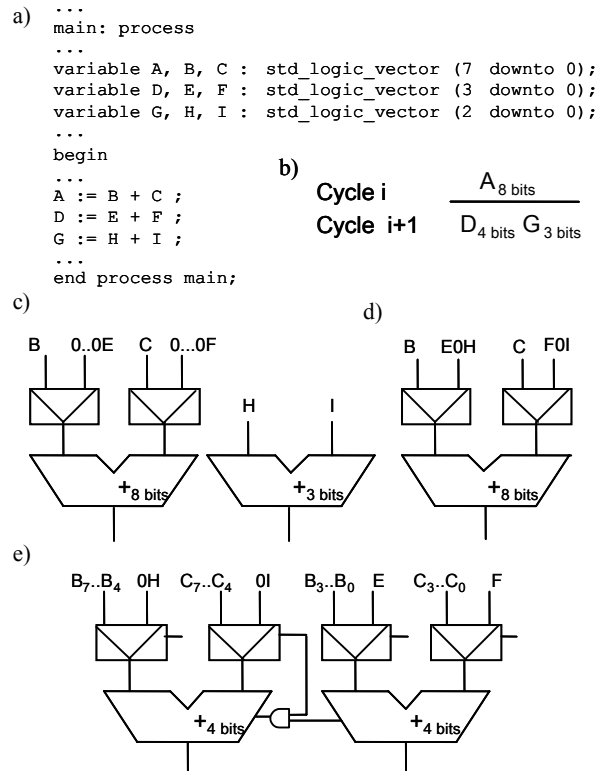 a)
...
main: process
...
variable A, B, C : std_logic_vector (7 downto 0);
variable D, E, F : std_logic_vector (3 downto 0);
variable G, H, I : std_logic_vector (2 downto 0);
...
begin
...
A := B + C ;
D := E + F ;
G := H + I ;
...
end process main;
b)
Cycle i A8 bits
Cycle i+1 D4 bits G3 bits
c)
B 0..0E C 0...0F
H I
+8 bits +3 bits
d)
B E0H C F0I
+8 bits
e)
B7..B4 0H C7..C4 0I B3..B0 E C3..C0 F
+4 bits +4 bits